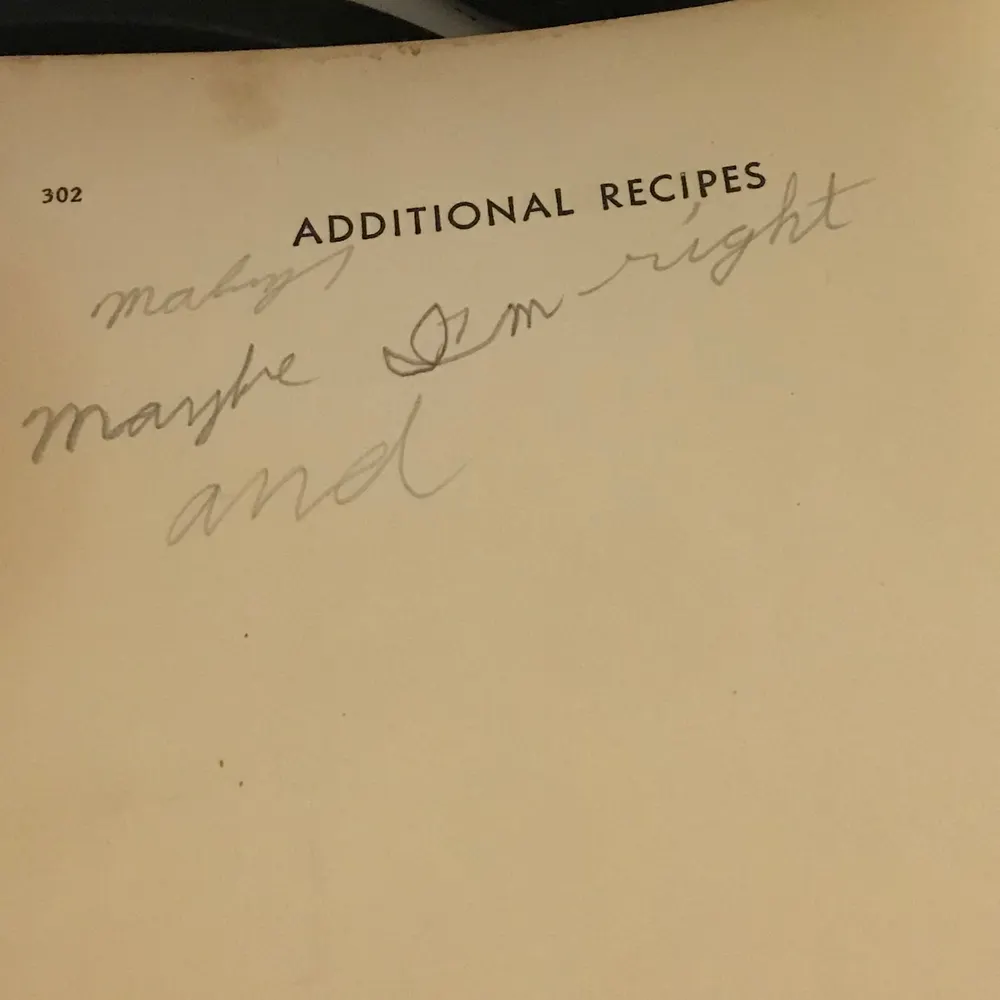 302
ADDITIONAL RECIPES
Maybe I'm right
and